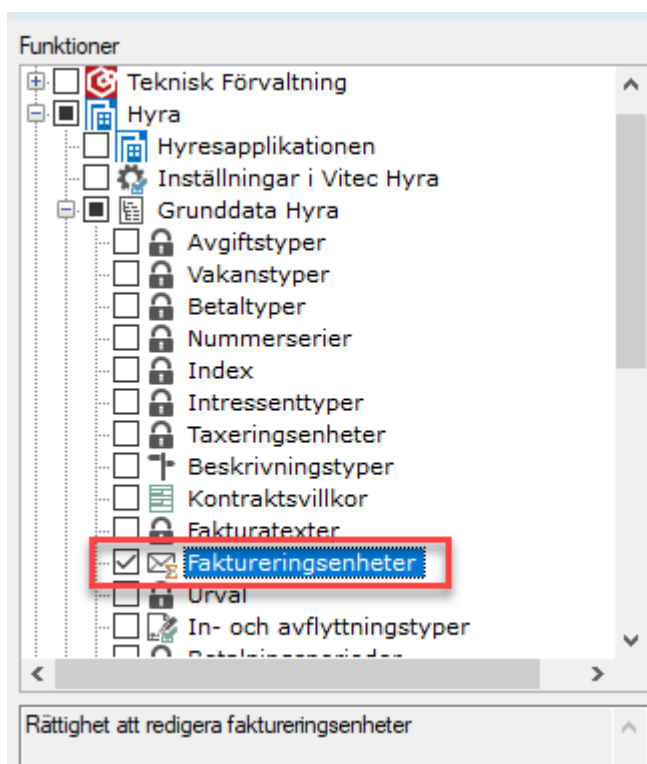 Funktioner
Teknisk Förvaltning
Hyra
Hyresapplikationen
Inställningar i Vitec Hyra
Grunddata Hyra
Avgiftstyper
Vakanstyper
Betaltyper
Nummerserier
Index
Intressenttyper
Taxeringsenheter
Beskrivningstyper
Kontraktsvillkor
Fakturatexter
Faktureringsenheter
Urval
In- och avflyttningstyper
Rättighet att redigera faktureringsenheter